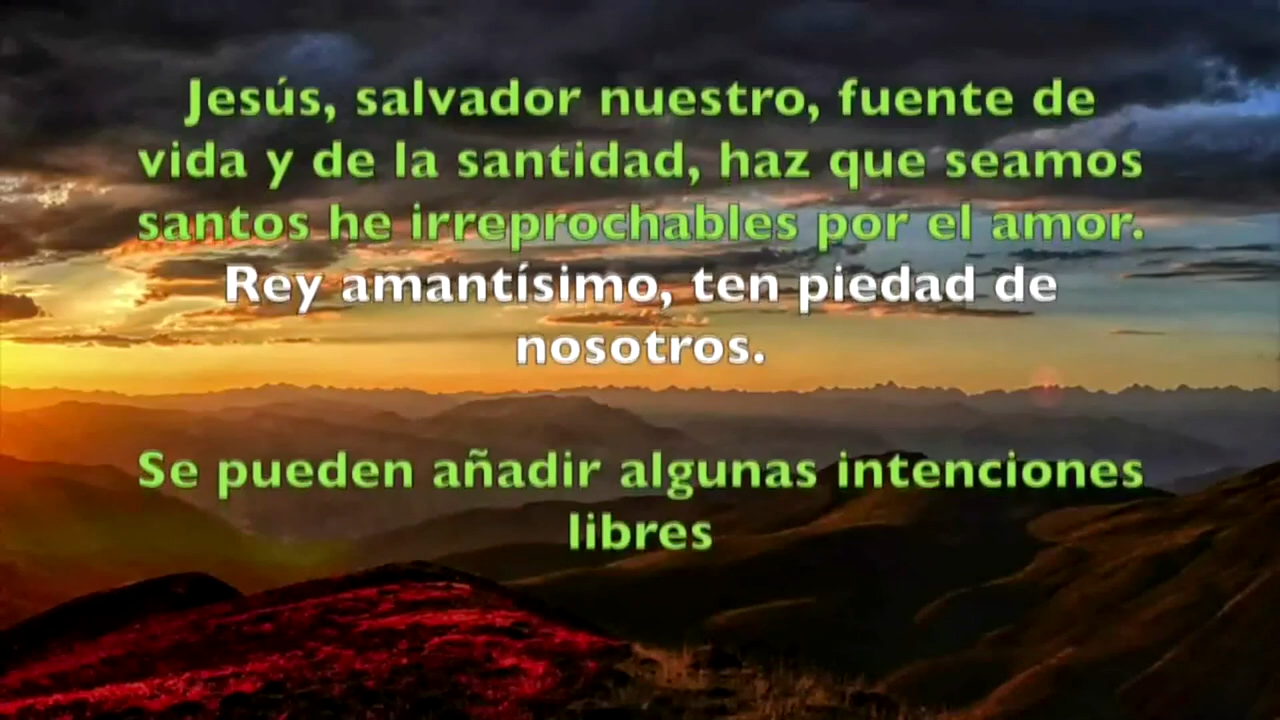 Jesús, salvador nuestro, fuente de
vida y de la santidad, haz que seamos
santos he irreprochables por el amor.
Rey amantísimo, ten piedad de
nosotros.
Se pueden añadir algunas intenciones
libres